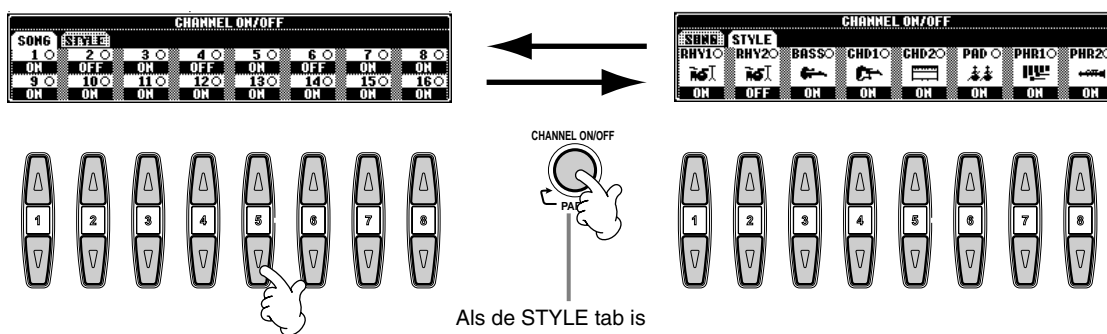 CHANNEL ON/OFF
SONG STYLE
1 2 3 4 5 6 7 8
ON OFF ON OFF ON OFF ON ON
9 10 11 12 13 14 15 16
ON ON ON ON ON ON ON ON
CHANNEL ON/OFF
SONG STYLE
RHY1 RHY2 BASS CHD1 CHD2 PAD PHR1 PHR2
ON OFF ON ON ON ON ON ON
CHANNEL ON/OFF
1 2 3 4 5 6 7 8
1 2 3 4 5 6 7 8
Als de STYLE tab is